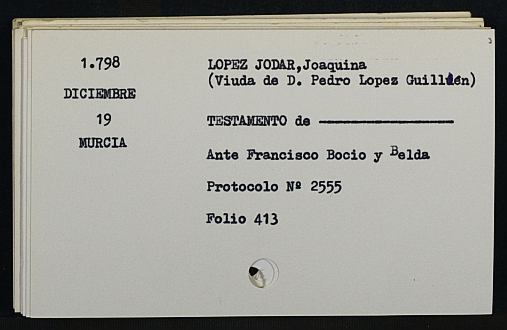 1.798
DICIEMBRE
19
MURCIA
LOPEZ JODAR,Joaquina
(Viuda de D. Pedro Lopez Guillén)
TESTAMENTO de
Ante Francisco Bocio y Belda
Protocolo Nº 2555
Folio 413